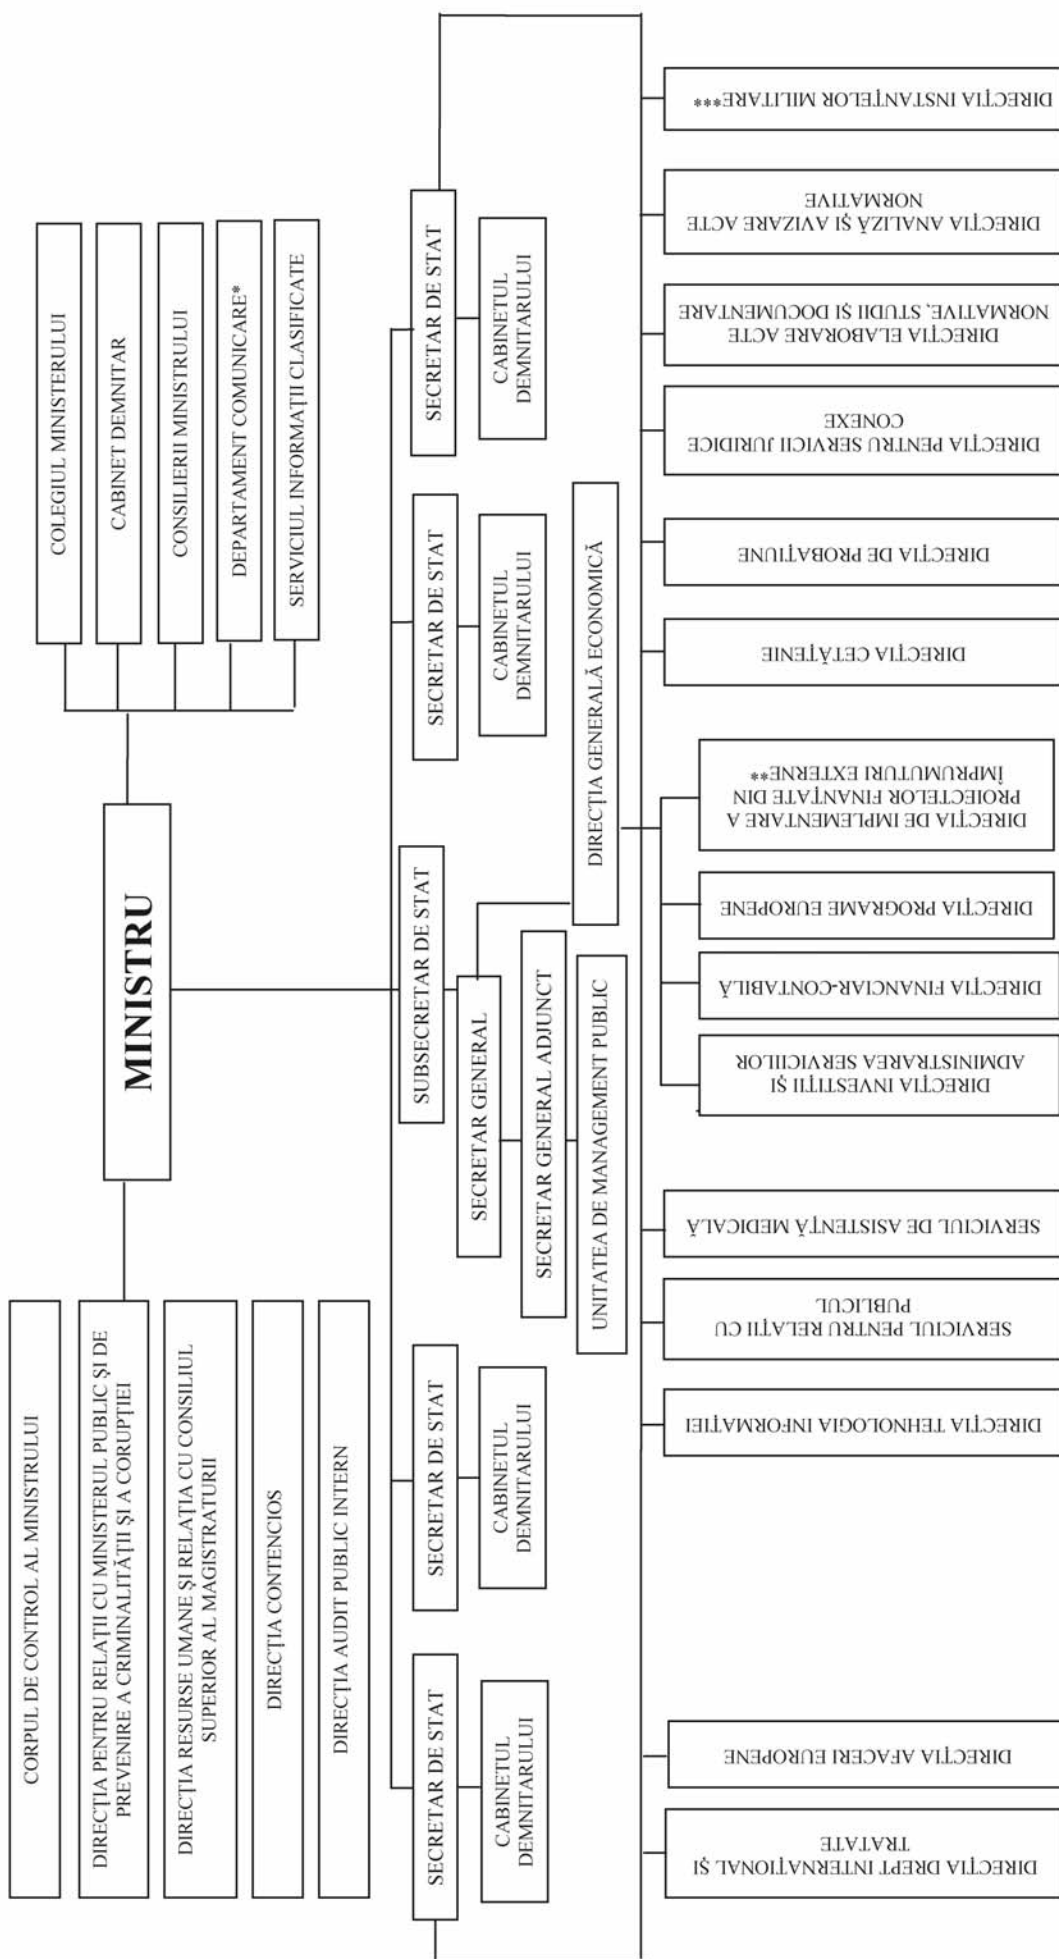 CORPUL DE CONTROL AL MINISTRULUI
DIRECȚIA PENTRU RELAȚII CU MINISTERUL PUBLIC ȘI DE
PREVENIRE A CRIMINALITĂȚII ȘI A CORUPȚIEI
DIRECȚIA RESURSE UMANE ȘI RELAȚIA CU CONSILIUL
SUPERIOR AL MAGISTRATURII
DIRECȚIA CONTENCIOS
DIRECȚIA AUDIT PUBLIC INTERN
MINISTRU
COLEGIUL MINISTERULUI
CABINET DEMNITAR
CONSILIERII MINISTRULUI
DEPARTAMENT COMUNICARE*
SERVICIUL INFORMAȚII CLASIFICATE
SECRETAR DE STAT
CABINETUL
DEMNITARULUI
SECRETAR DE STAT
CABINETUL
DEMNITARULUI
SUBSECRETAR DE STAT
SECRETAR GENERAL
SECRETAR GENERAL ADJUNCT
UNITATEA DE MANAGEMENT PUBLIC
DIRECȚIA GENERALĂ ECONOMICĂ
SECRETAR DE STAT
CABINETUL
DEMNITARULUI
SECRETAR DE STAT
CABINETUL
DEMNITARULUI
DIRECȚIA DREPT INTERNAȚIONAL ȘI
TRATATE
DIRECȚIA AFACERI EUROPENE
DIRECȚIA TEHNOLOGIA INFORMAȚIEI
SERVICIUL PENTRU RELAȚII CU
PUBLICUL
SERVICIUL DE ASISTENȚĂ MEDICALĂ
DIRECȚIA INVESTIȚII ȘI
ADMINISTRAREA SERVICIILOR
DIRECȚIA FINANCIAR-CONTABILĂ
DIRECȚIA PROGRAME EUROPENE
DIRECȚIA DE IMPLEMENTARE A
PROIECTELOR FINANȚATE DIN
ÎMPRUMUTURI EXTERNE**
DIRECȚIA CETĂȚENIE
DIRECȚIA DE PROBAȚIUNE
DIRECȚIA PENTRU SERVICII JURIDICE
CONEXE
DIRECȚIA ELABORARE ACTE
NORMATIVE, STUDII ȘI DOCUMENTARE
DIRECȚIA ANALIZĂ ȘI AVIZARE ACTE
NORMATIVE
DIRECȚIA INSTANȚELOR MILITARE***